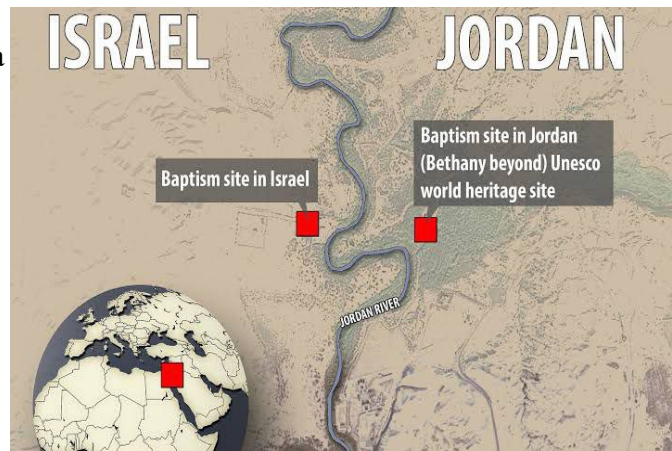 ISRAEL
JORDAN
a
Baptism site in Israel
Baptism site in Jordan
(Bethany beyond) Unesco
world heritage site
JORDAN RIVER